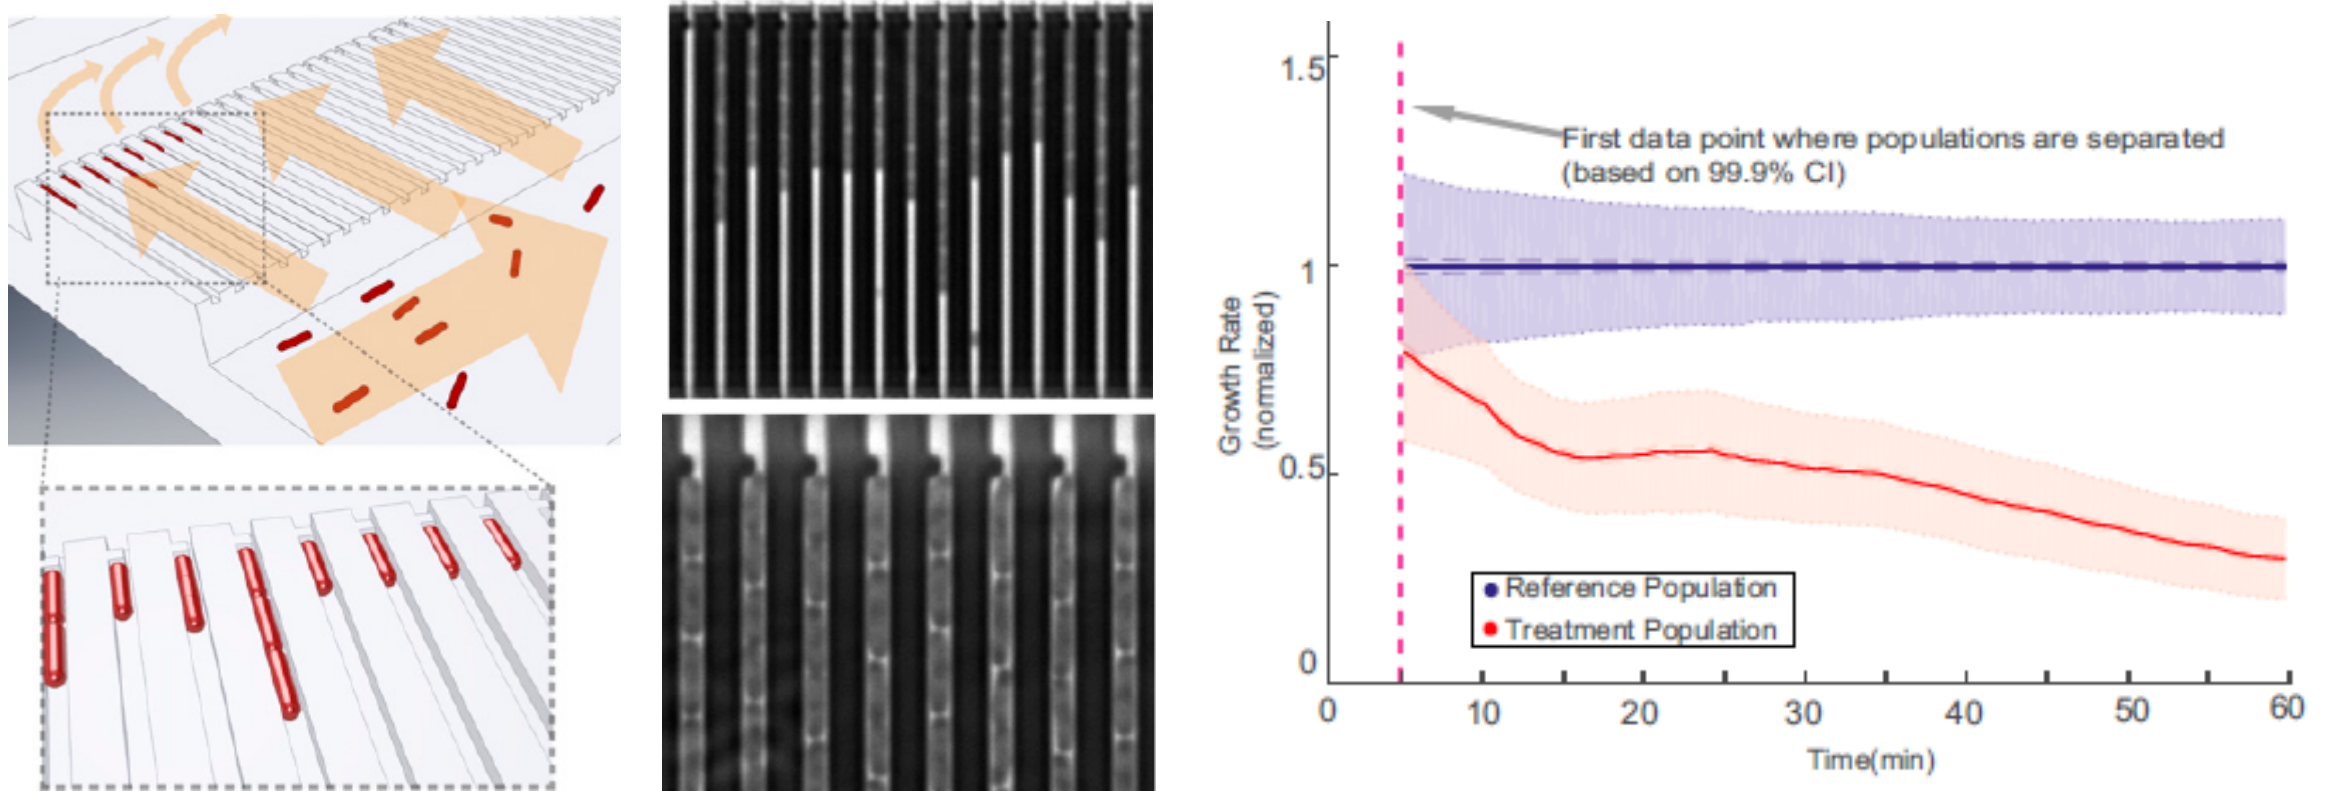 1.5
First data point where populations are separated
(based on 99.9% CI)
1
Growth Rate
(normalized)
0.5
Reference Population
Treatment Population
0
0 10 20 30 40 50 60
Time(min)